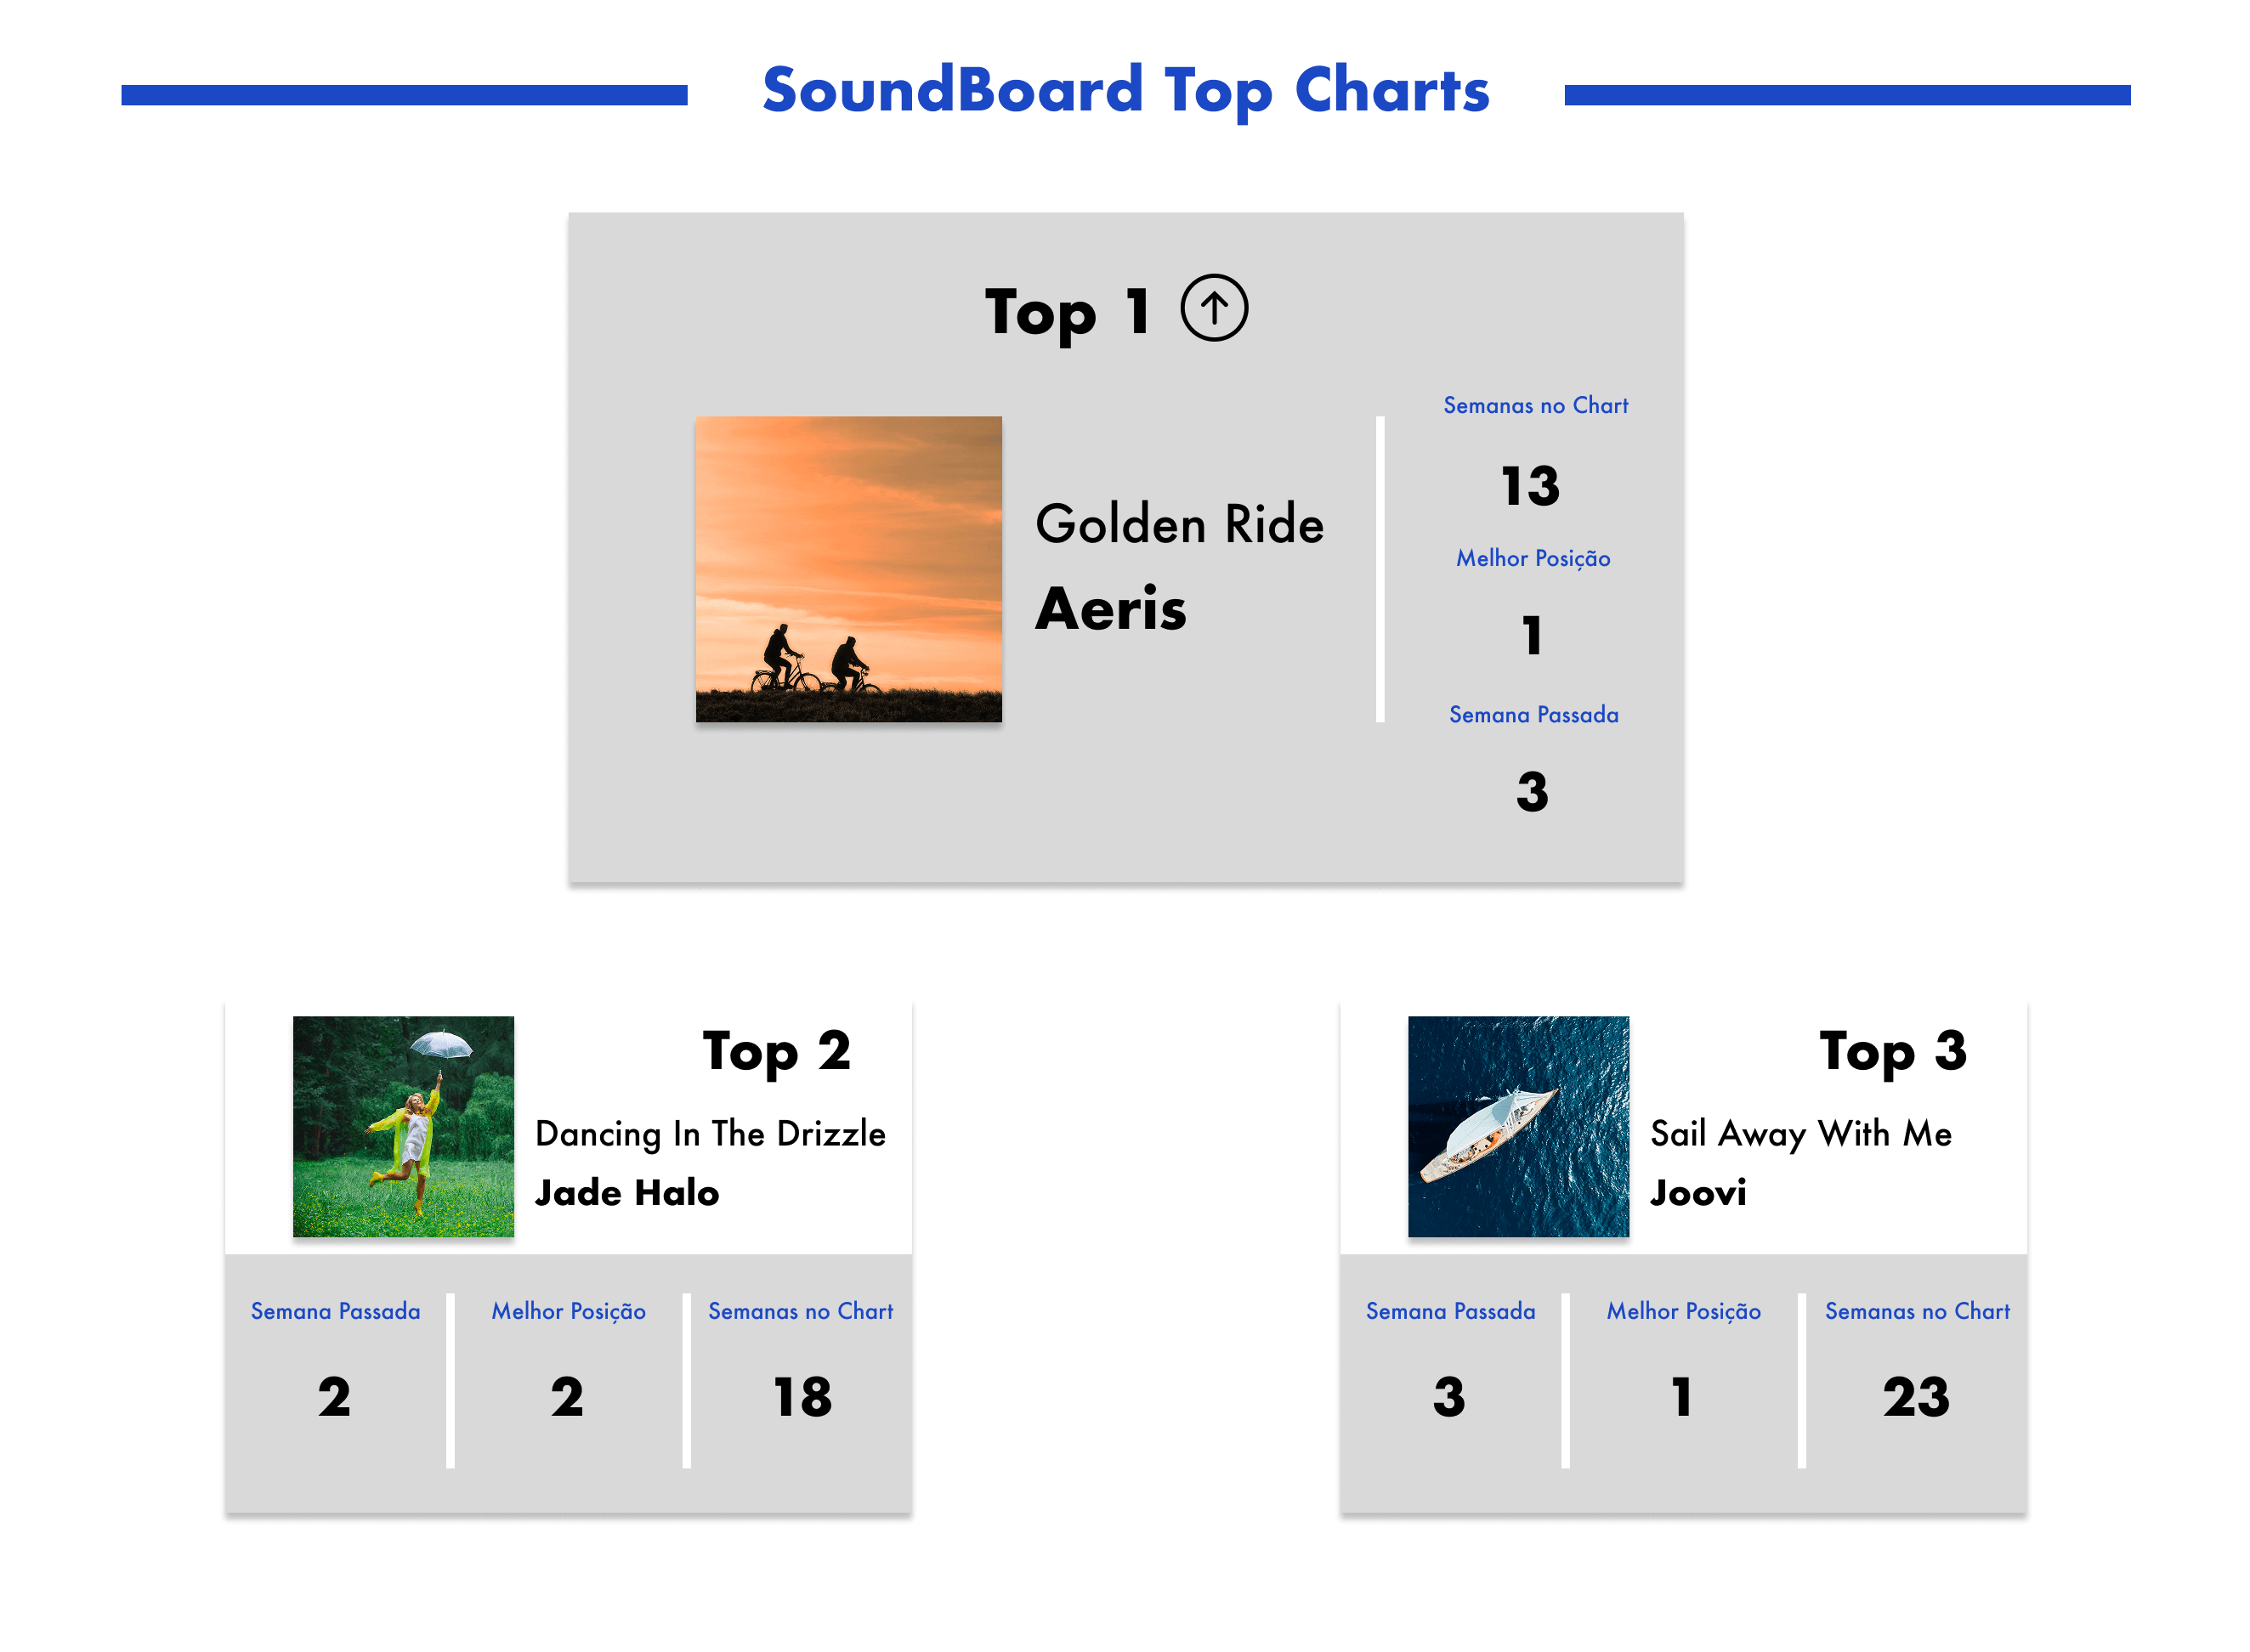 SoundBoard Top Charts
Top 1
Golden Ride
Aeris
Semanas no Chart
13
Melhor Posição
1
Semana Passada
3
Top 2
Dancing In The Drizzle
Jade Halo
Semana Passada
2
Melhor Posição
2
Semanas no Chart
18
Top 3
Sail Away With Me
Joovi
Semana Passada
3
Melhor Posição
1
Semanas no Chart
23